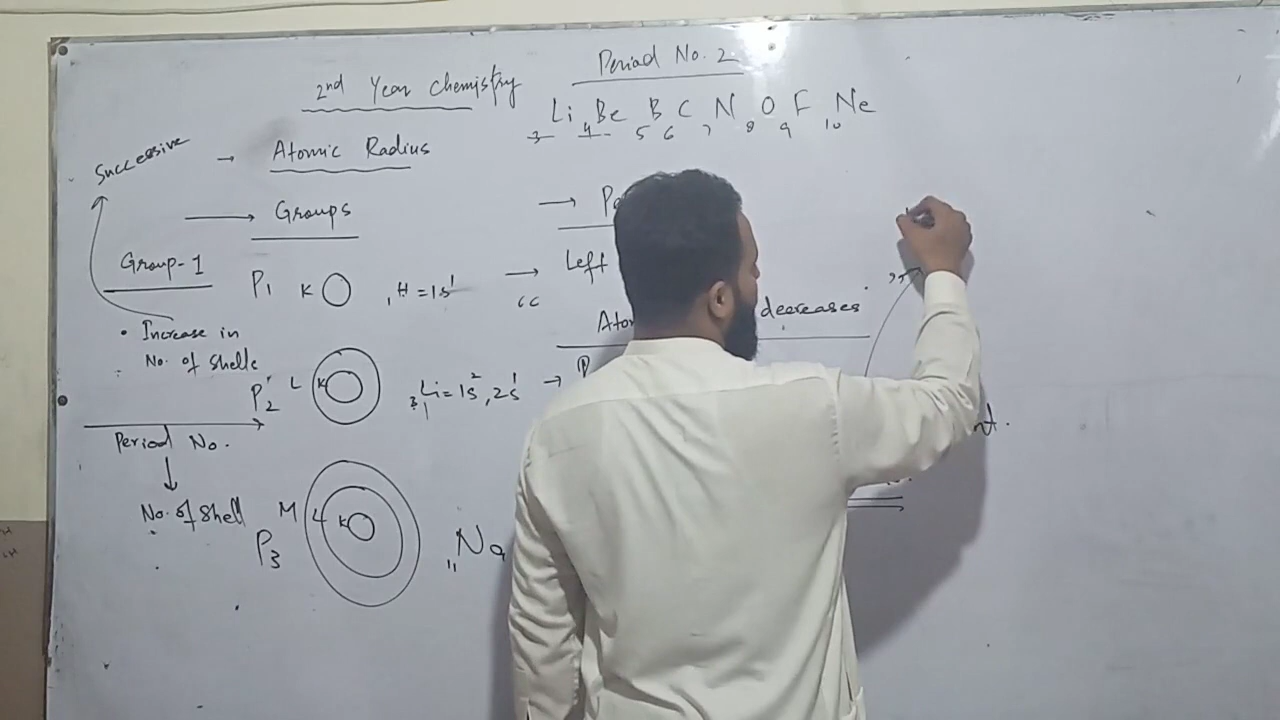 2nd Year Chemistry
Period No. 2
Li Be B C N O F Ne
3 4 5 6 7 8 9 10
Successive
→ Atomic Radius
→ Groups
→
Group-1
P1 K 1H = 1s1
→ Left
• Increase in
No. of Shells
decreases"
P2 L K 3Li = 1s2, 2s1
→
Period No.
↓
No. of Shell
P3 M L K 11Na